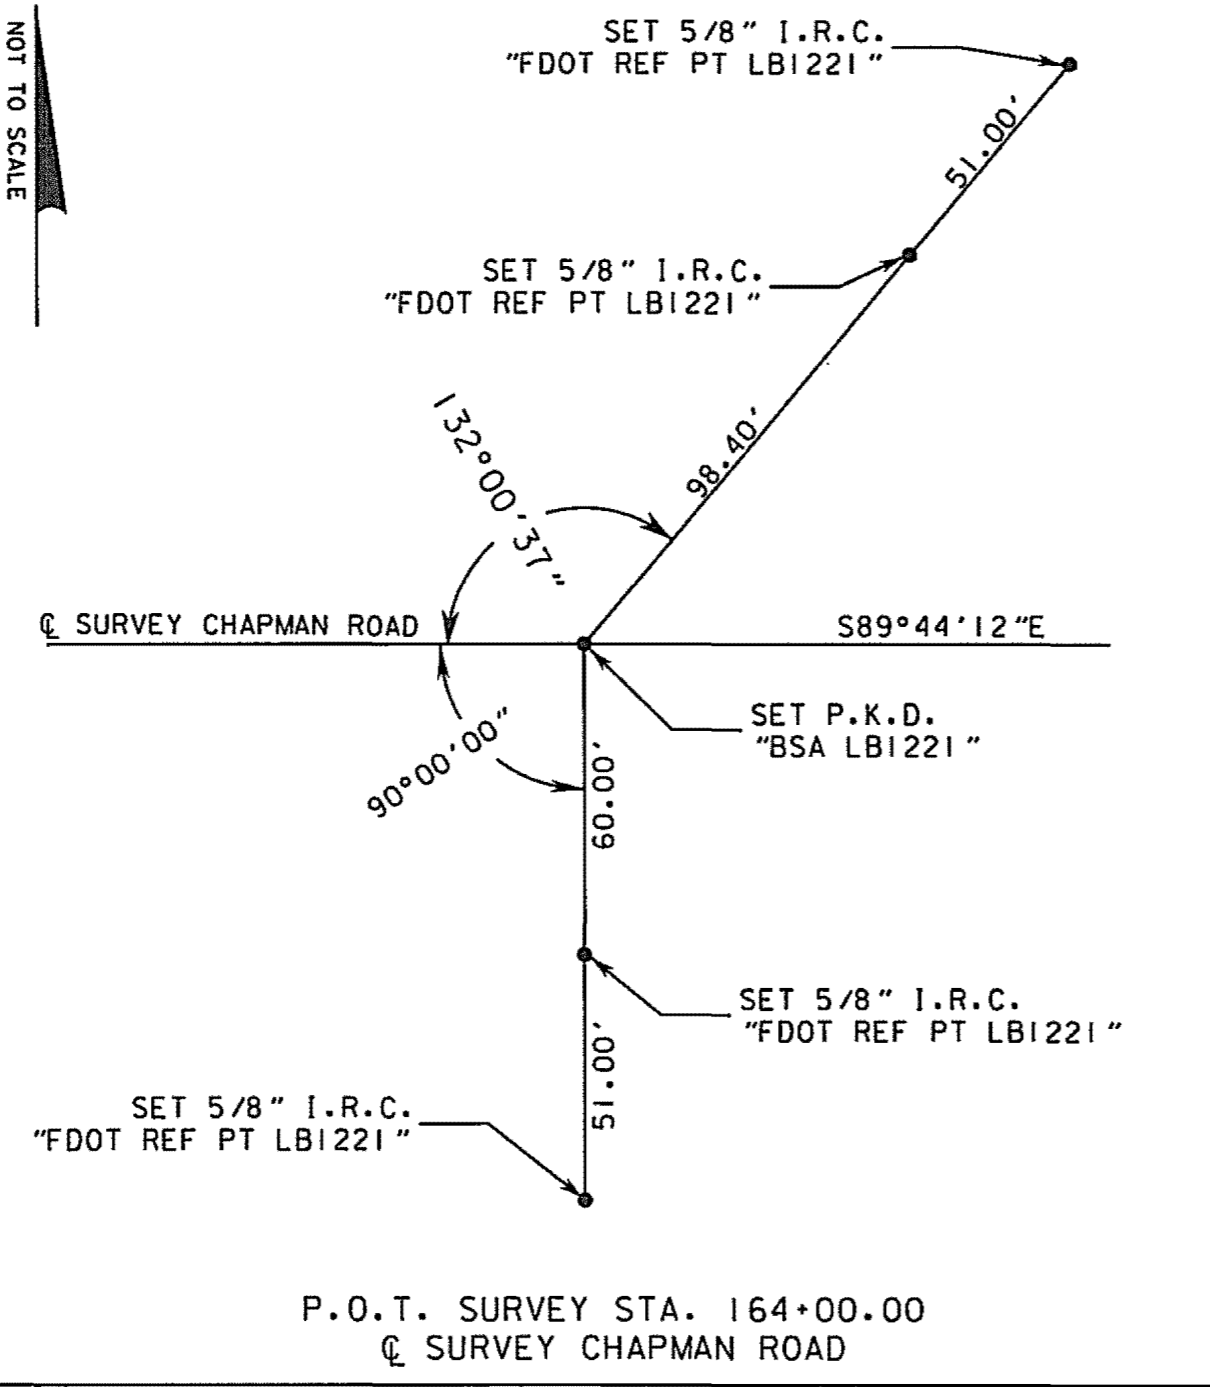 NOT TO SCALE
SET 5/8" I.R.C.
"FDOT REF PT LB1221"
51.00'
SET 5/8" I.R.C.
"FDOT REF PT LB1221"
98.40'
132°00'37"
℄ SURVEY CHAPMAN ROAD
S89°44'12"E
SET P.K.D.
"BSA LB1221"
90°00'00"
60.00'
SET 5/8" I.R.C.
"FDOT REF PT LB1221"
51.00'
SET 5/8" I.R.C.
"FDOT REF PT LB1221"
P.O.T. SURVEY STA. 164+00.00
℄ SURVEY CHAPMAN ROAD